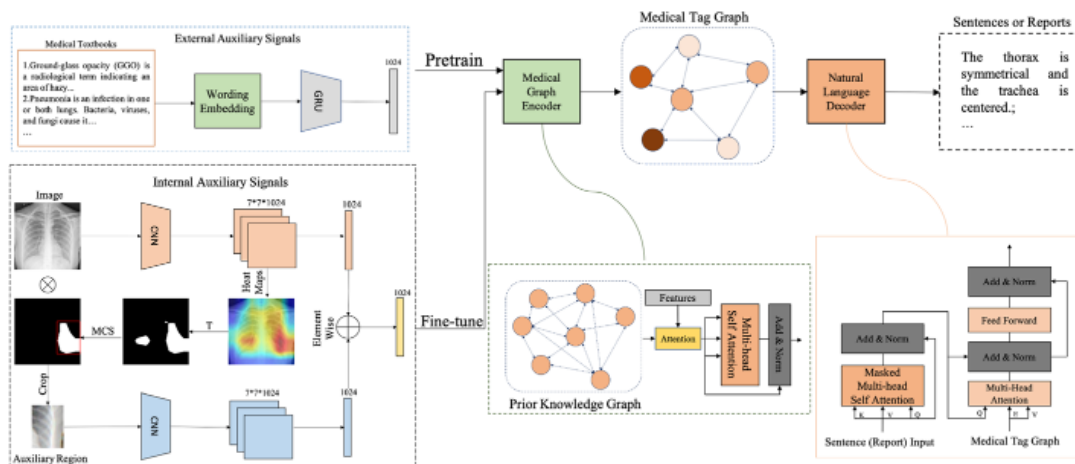 External Auxiliary Signals
Medical Textbooks
1.Ground-glass opacity (GGO) is
a radiological term indicating an
area of hazy...
2.Pneumonia is an infection in one
or both lungs. Bacteria, viruses,
and fungi cause it…
…
Wording
Embedding
GRU
1024
Pretrain
Medical
Graph
Encoder
Medical Tag Graph
Natural
Language
Decoder
Sentences or Reports
The thorax is
symmetrical and
the trachea is
centered.;
…
Internal Auxiliary Signals
Image
CNN
7*7*1024
1024
Heat
Maps
Element
Wise
1024
Fine-tune
MCS
T
Crop
CNN
7*7*1024
1024
Auxiliary Region
Prior Knowledge Graph
Features
Attention
Multi-head
Self Attention
Add & Norm
Add & Norm
Feed Forward
Add & Norm
Add & Norm
Masked
Multi-head
Self Attention
K V Q
Sentence (Report) Input
Multi-Head
Attention
Q E V
Medical Tag Graph